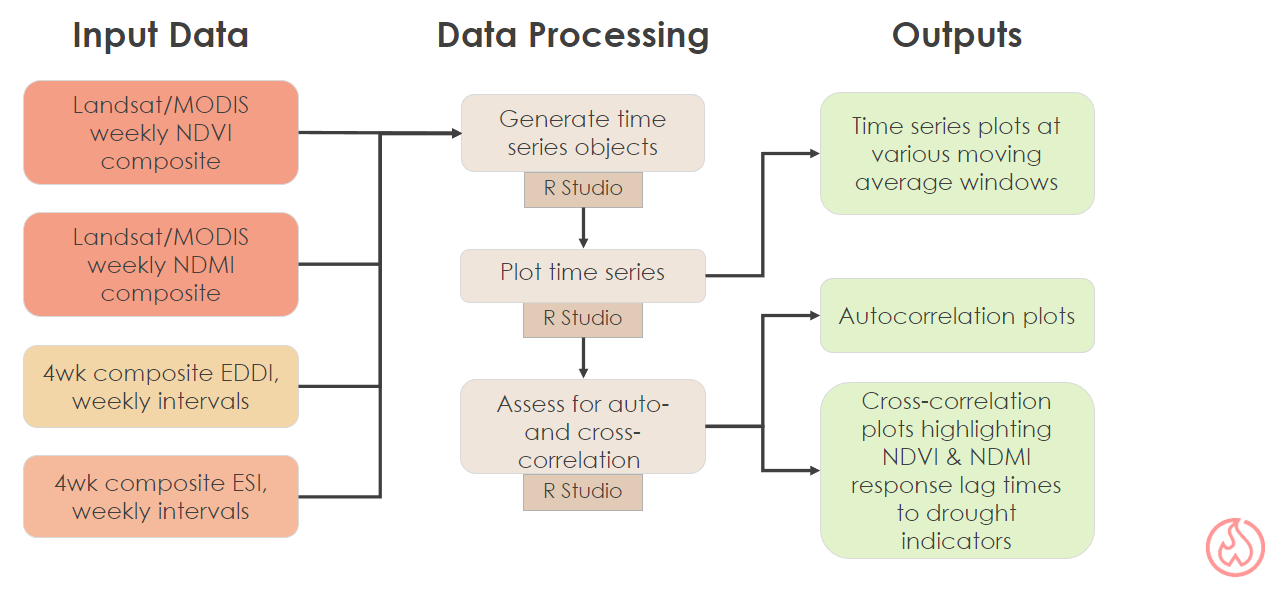 Input Data
Data Processing
Outputs
Landsat/MODIS
weekly NDVI
composite
Landsat/MODIS
weekly NDMI
composite
4wk composite EDDI,
weekly intervals
4wk composite ESI,
weekly intervals
Generate time
series objects
R Studio
Plot time series
R Studio
Assess for auto-
and cross-
correlation
R Studio
Time series plots at
various moving
average windows
Autocorrelation plots
Cross-correlation
plots highlighting
NDVI & NDMI
response lag times
to drought
indicators